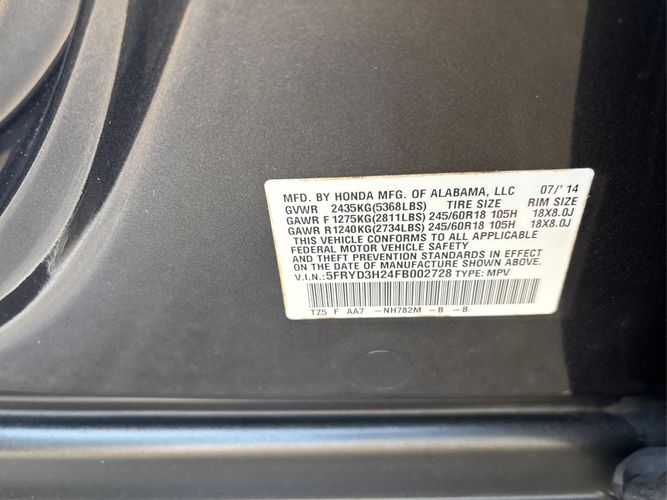 MFD. BY HONDA MFG. OF ALABAMA, LLC 07/'14
GVWR 2435KG(5368LBS) TIRE SIZE RIM SIZE
GAWR F 1275KG(2811LBS) 245/60R18 105H 18X8.0J
GAWR R1240KG(2734LBS) 245/60R18 105H 18X8.0J
THIS VEHICLE CONFORMS TO ALL APPLICABLE
FEDERAL MOTOR VEHICLE SAFETY
AND THEFT PREVENTION STANDARDS IN EFFECT
ON THE DATE OF MANUFACTURE SHOWN ABOVE.
V.I.N.:5FRYD3H24FB002728 TYPE: MPV
T25 F AA7 -NH782M -B -B